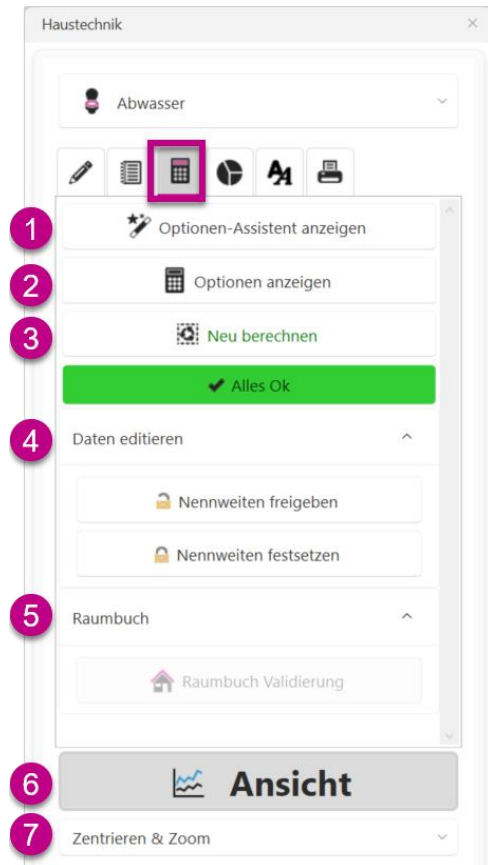 Haustechnik
Abwasser
1 Optionen-Assistent anzeigen
2 Optionen anzeigen
3 Neu berechnen
Alles Ok
4 Daten editieren
Nennweiten freigeben
Nennweiten festsetzen
5 Raumbuch
Raumbuch Validierung
6 Ansicht
7 Zentrieren & Zoom